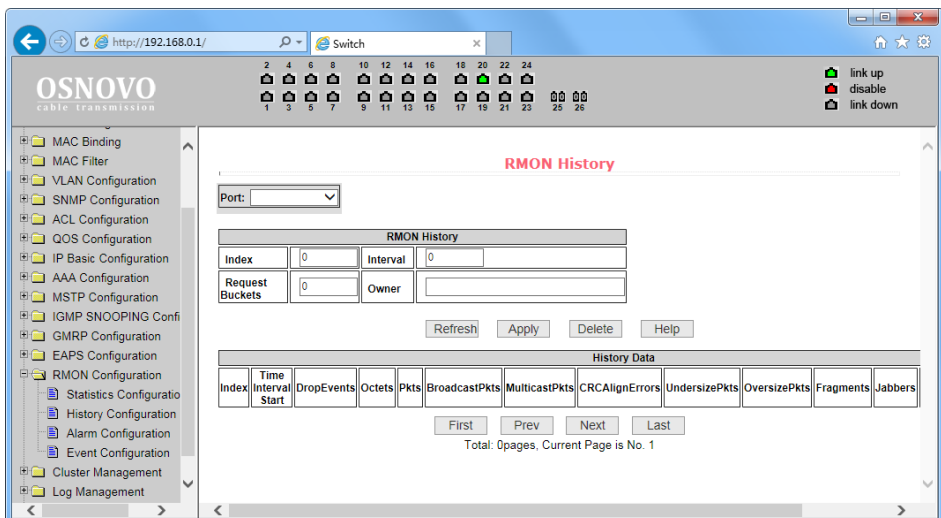 http://192.168.0.1/
Switch
OSNOVO
cable transmission
2 4 6 8 10 12 14 16 18 20 22 24
1 3 5 7 9 11 13 15 17 19 21 23 25 26
link up
disable
link down
MAC Binding
MAC Filter
VLAN Configuration
SNMP Configuration
ACL Configuration
QOS Configuration
IP Basic Configuration
AAA Configuration
MSTP Configuration
IGMP SNOOPING Confi
GMRP Configuration
EAPS Configuration
RMON Configuration
Statistics Configuratio
History Configuration
Alarm Configuration
Event Configuration
Cluster Management
Log Management
RMON History
Port:
RMON History
Index 0 Interval 0
Request Buckets 0 Owner
Refresh Apply Delete Help
History Data
Index Time Interval Start DropEvents Octets Pkts BroadcastPkts MulticastPkts CRCAlignErrors UndersizePkts OversizePkts Fragments Jabbers
First Prev Next Last
Total: 0pages, Current Page is No. 1